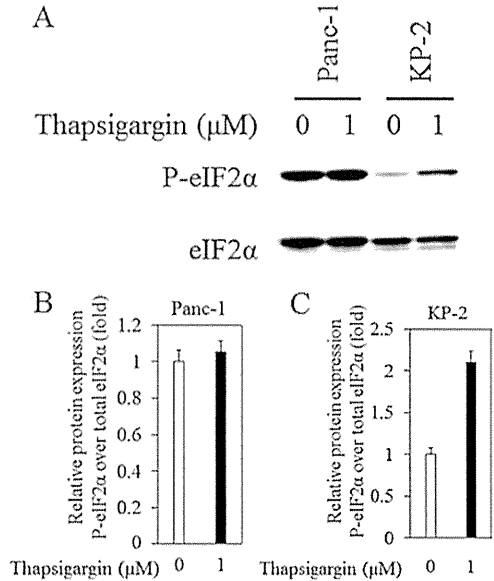 A
Panc-1
KP-2
Thapsigargin (μM) 0 1 0 1
P-eIF2α
eIF2α
B
Panc-1
Relative protein expression
P-eIF2α over total eIF2α (fold)
1.2
1
0.8
0.6
0.4
0.2
0
Thapsigargin (μM) 0 1
C
KP-2
Relative protein expression
P-eIF2α over total eIF2α (fold)
2.5
2
1.5
1
0.5
0
Thapsigargin (μM) 0 1